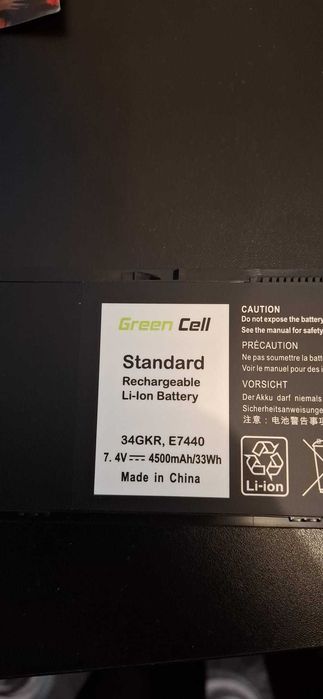 Green Cell
Standard
Rechargeable
Li-Ion Battery
34GKR, E7440
7.4V⎓ 4500mAh/33Wh
Made in China
CAUTION
Do not expose the battery
See the manual for safety
PRÉCAUTION
Ne pas soumettre la batt
Voir le manuel pour des i
VORSICHT
Der Akku darf niemals
Sicherheitsanweisunge
注意：电池警告事项
Li-ion